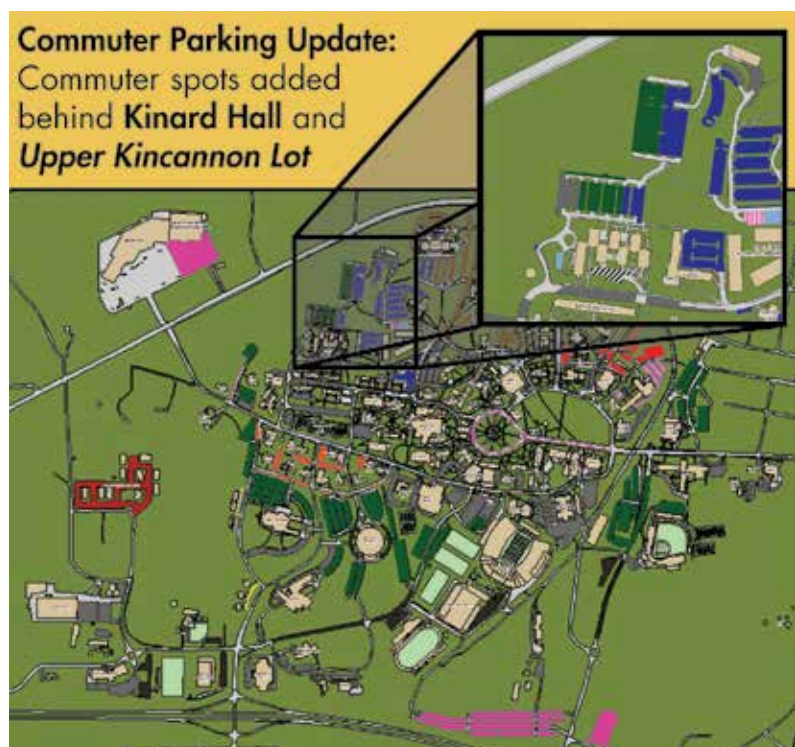 Commuter Parking Update:
Commuter spots added
behind Kinard Hall and
Upper Kincannon Lot